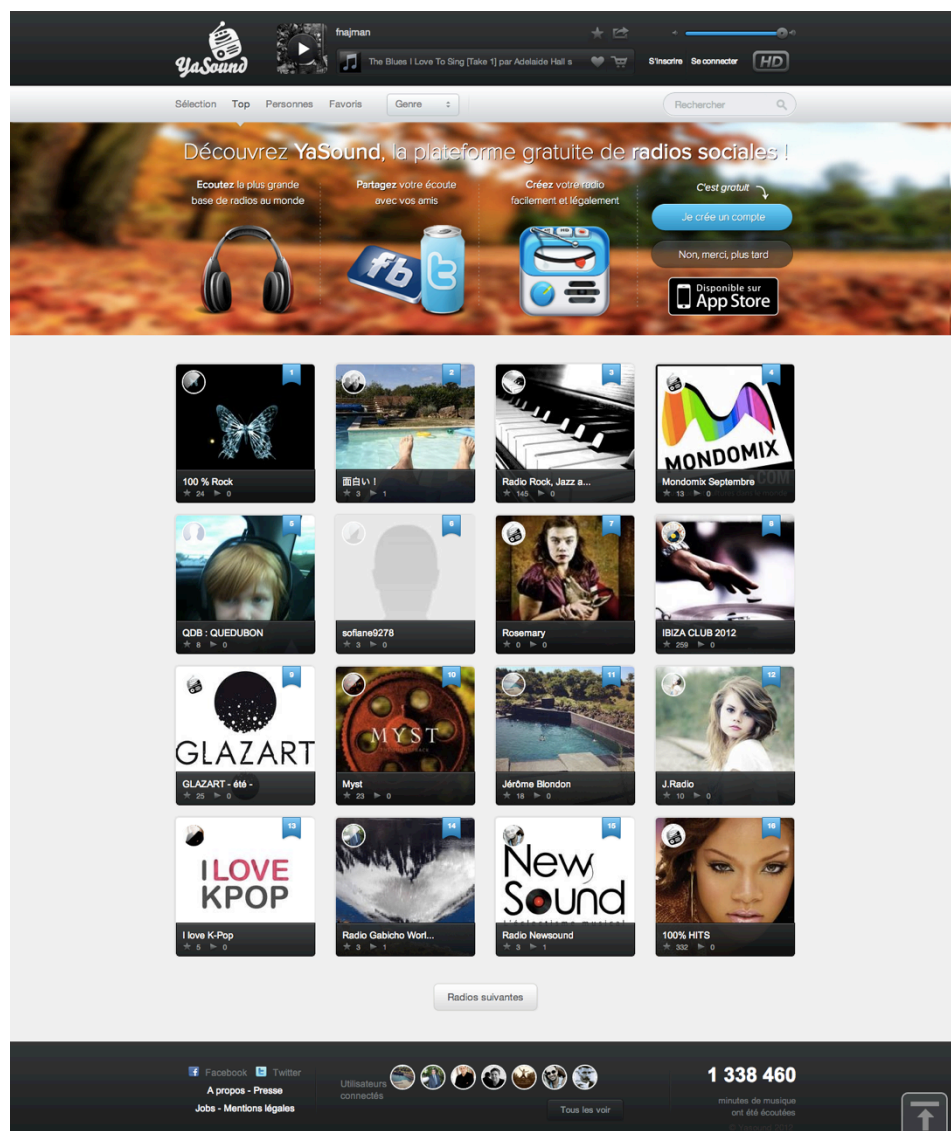 YaSound
fnajman
The Blues I Love To Sing [Take 1] par Adelaide Hall s
S'inscrire Se connecter
HD
Sélection Top Personnes Favoris Genre
Rechercher
Découvrez YaSound, la plateforme gratuite de radios sociales !
Ecoutez la plus grande
base de radios au monde
Partagez votre écoute
avec vos amis
Créez votre radio
facilement et légalement
C'est gratuit
Je crée un compte
Non, merci, plus tard
Disponible sur
App Store
fb
t
1
100 % Rock
24 0
2
面白い！
3 1
3
Radio Rock, Jazz a...
145 0
4
MONDOMIX
.COM
Mondomix Septembre
13 0
5
QDB : QUEDUBON
8 0
6
sofiane9278
3 0
7
Rosemary
0 0
8
IBIZA CLUB 2012
259 0
9
GLAZART
GLAZART - été -
25 0
10
MYST
Myst
23 0
11
Jérôme Blondon
18 0
12
J.Radio
10 0
13
I LOVE
KPOP
I love K-Pop
5 0
14
Radio Gabicho Worl...
3 1
15
New
Sound
Radio Newsound
3 1
16
100% HITS
332 0
Radios suivantes
Facebook Twitter
A propos - Presse
Jobs - Mentions légales
Utilisateurs
connectés
Tous les voir
1 338 460
minutes de musique
ont été écoutées